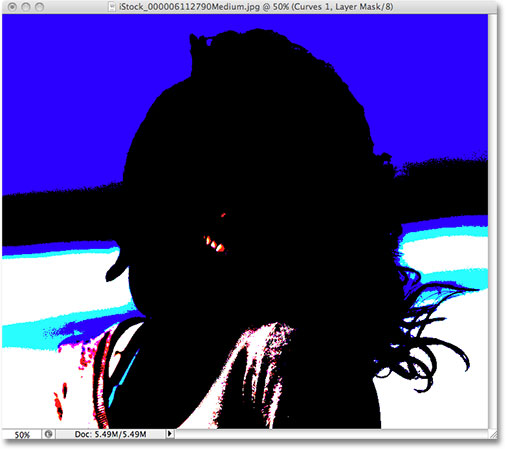 iStock_000006112790Medium.jpg @ 50% (Curves 1, Layer Mask/8)
50% Doc: 5.49M/5.49M